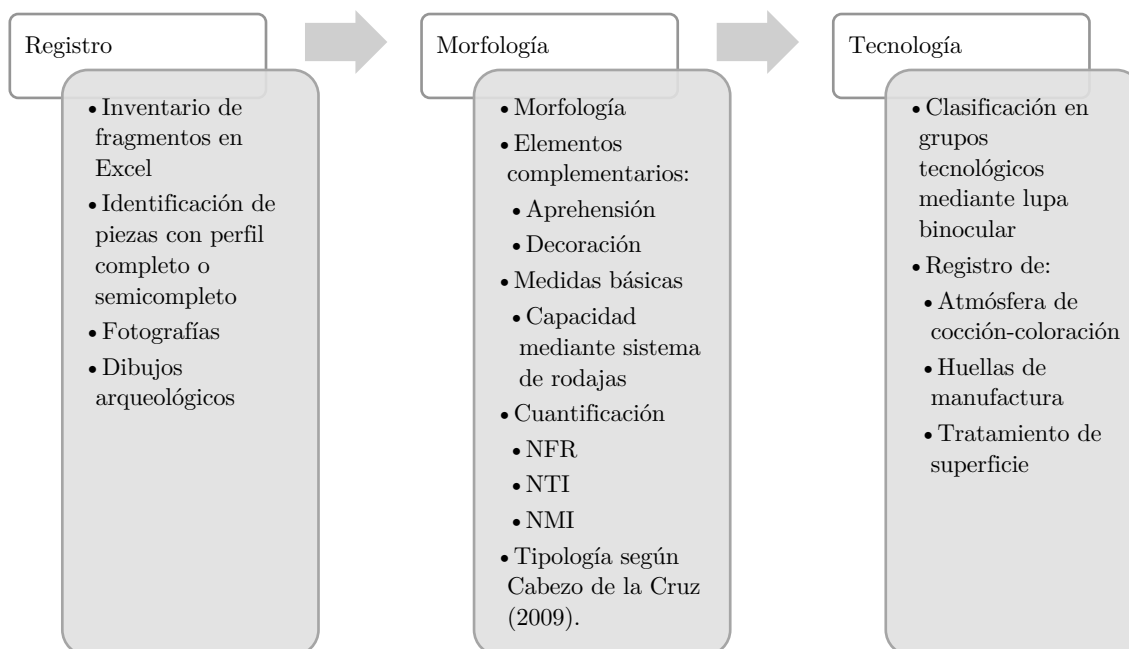 Registro
• Inventario de
fragmentos en
Excel
• Identificación de
piezas con perfil
completo o
semicompleto
• Fotografías
• Dibujos
arqueológicos
Morfología
• Morfología
• Elementos
complementarios:
• Aprehensión
• Decoración
• Medidas básicas
• Capacidad
mediante sistema
de rodajas
• Cuantificación
• NFR
• NTI
• NMI
• Tipología según
Cabezo de la Cruz
(2009).
Tecnología
• Clasificación en
grupos
tecnológicos
mediante lupa
binocular
• Registro de:
• Atmósfera de
cocción-coloración
• Huellas de
manufactura
• Tratamiento de
superficie